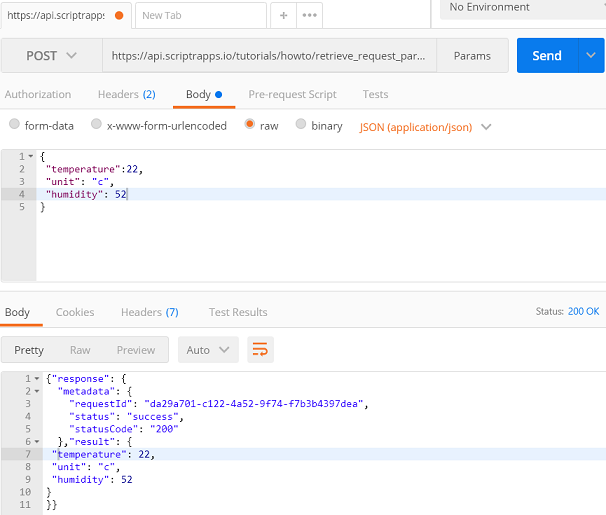 https://api.scriptrapps
New Tab
+
•••
No Environment
POST
https://api.scriptrapps.io/tutorials/howto/retrieve_request_par...
Params
Send
Authorization
Headers (2)
Body
Pre-request Script
Tests
form-data
x-www-form-urlencoded
raw
binary
JSON (application/json)
1 {
2 "temperature":22,
3 "unit": "c",
4 "humidity": 52
5 }
Body
Cookies
Headers (7)
Test Results
Status: 200 OK
Pretty
Raw
Preview
Auto
1 {"response": {
2 "metadata": {
3 "requestId": "da29a701-c122-4a52-9f74-f7b3b4397dea",
4 "status": "success",
5 "statusCode": "200"
6 },"result": {
7 "temperature": 22,
8 "unit": "c",
9 "humidity": 52
10 }
11 }}